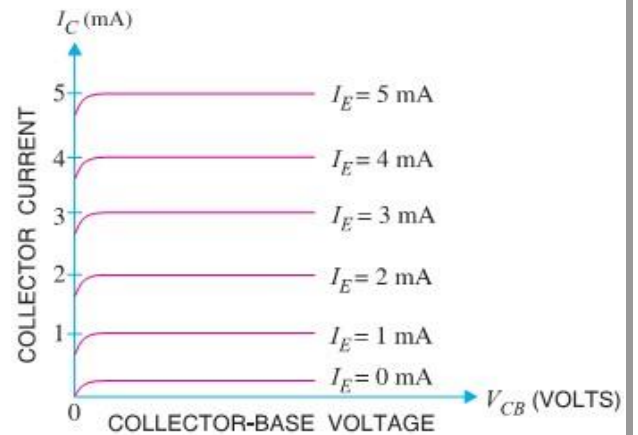 I_C (mA)
5
I_E = 5 mA
4
I_E = 4 mA
3
I_E = 3 mA
2
I_E = 2 mA
1
I_E = 1 mA
I_E = 0 mA
COLLECTOR CURRENT
0
V_CB (VOLTS)
COLLECTOR-BASE VOLTAGE